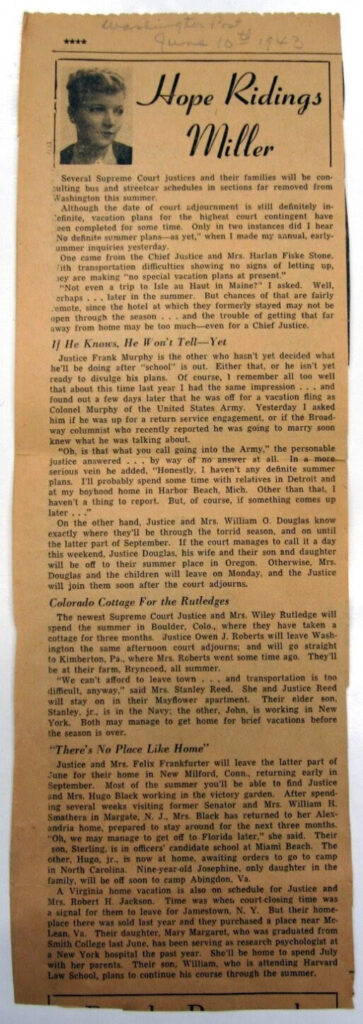 Washington Post
June 10th 1943
****
Hope Ridings
Miller
Several Supreme Court justices and their families will be con-
sulting bus and streetcar schedules in sections far removed from
Washington this summer.
Although the date of court adjournment is still definitely in-
definite, vacation plans for the highest court contingent have
been completed for some time. Only in two instances did I hear
"No definite summer plans—as yet," when I made my annual, early-
summer inquiries yesterday.
One came from the Chief Justice and Mrs. Harlan Fiske Stone.
With transportation difficulties showing no signs of letting up,
they are making "no special vacation plans at present."
"Not even a trip to Isle au Haut in Maine?" I asked. Well,
perhaps . . . later in the summer. But chances of that are fairly
remote, since the hotel at which they formerly stayed may not be
open through the season . . . and the trouble of getting that far
away from home may be too much—even for a Chief Justice.
If He Knows, He Won't Tell—Yet
Justice Frank Murphy is the other who hasn't yet decided what
he'll be doing after "school" is out. Either that, or he isn't yet
ready to divulge his plans. Of course, I remember all too well
that about this time last year I had the same impression . . . and
found out a few days later that he was off for a vacation fling as
Colonel Murphy of the United States Army. Yesterday I asked
him if he was up for a return service engagement, or if the Broad-
way columnist who recently reported he was going to marry soon
knew what he was talking about.
"Oh, is that what you call going into the Army," the personable
justice answered . . . by way of no answer at all. In a more
serious vein he added, "Honestly, I haven't any definite summer
plans. I'll probably spend some time with relatives in Detroit and
at my boyhood home in Harbor Beach, Mich. Other than that, I
haven't a thing to report. But, of course, if something comes up
later . . ."
On the other hand, Justice and Mrs. William O. Douglas know
exactly where they'll be through the torrid season, and on until
the latter part of September. If the court manages to call it a day
this weekend, Justice Douglas, his wife and their son and daughter
will be off to their summer place in Oregon. Otherwise, Mrs.
Douglas and the children will leave on Monday, and the Justice
will join them soon after the court adjourns.
Colorado Cottage For the Rutledges
The newest Supreme Court Justice and Mrs. Wiley Rutledge will
spend the summer in Boulder, Colo., where they have taken a
cottage for three months. Justice Owen J. Roberts will leave Wash-
ington the same afternoon court adjourns; and will go straight
to Kimberton, Pa., where Mrs. Roberts went some time ago. They'll
be at their farm, Bryncoed, all summer.
"We can't afford to leave town . . . and transportation is too
difficult, anyway," said Mrs. Stanley Reed. She and Justice Reed
will stay on in their Mayflower apartment. Their elder son,
Stanley, jr., is in the Navy; the other, John, is working in New
York. Both may manage to get home for brief vacations before
the season is over.
"There's No Place Like Home"
Justice and Mrs. Felix Frankfurter will leave the latter part of
June for their home in New Milford, Conn., returning early in
September. Most of the summer you'll be able to find Justice
and Mrs. Hugo Black working in the victory garden. After spend-
ing several weeks visiting former Senator and Mrs. William H.
Smathers in Margate, N. J., Mrs. Black has returned to her Alex-
andria home, prepared to stay around for the next three months.
"Oh, we may manage to get off to Florida later," she said. Their
son, Sterling, is in officers' candidate school at Miami Beach. The
other, Hugo, jr., is now at home, awaiting orders to go to camp
in North Carolina. Nine-year-old Josephine, only daughter in the
family, will be off soon to camp Abingdon, Va.
A Virginia home vacation is also on schedule for Justice and
Mrs. Robert H. Jackson. Time was when court-closing time was
a signal for them to leave for Jamestown, N. Y. But their home-
place there was sold last year and they purchased a place near Mc-
Lean, Va. Their daughter, Mary Margaret, who was graduated from
Smith College last June, has been serving as research psychologist at
a New York hospital the past year. She'll be home to spend July
with her parents. Their son, William, who is attending Harvard
Law School, plans to continue his course through the summer.